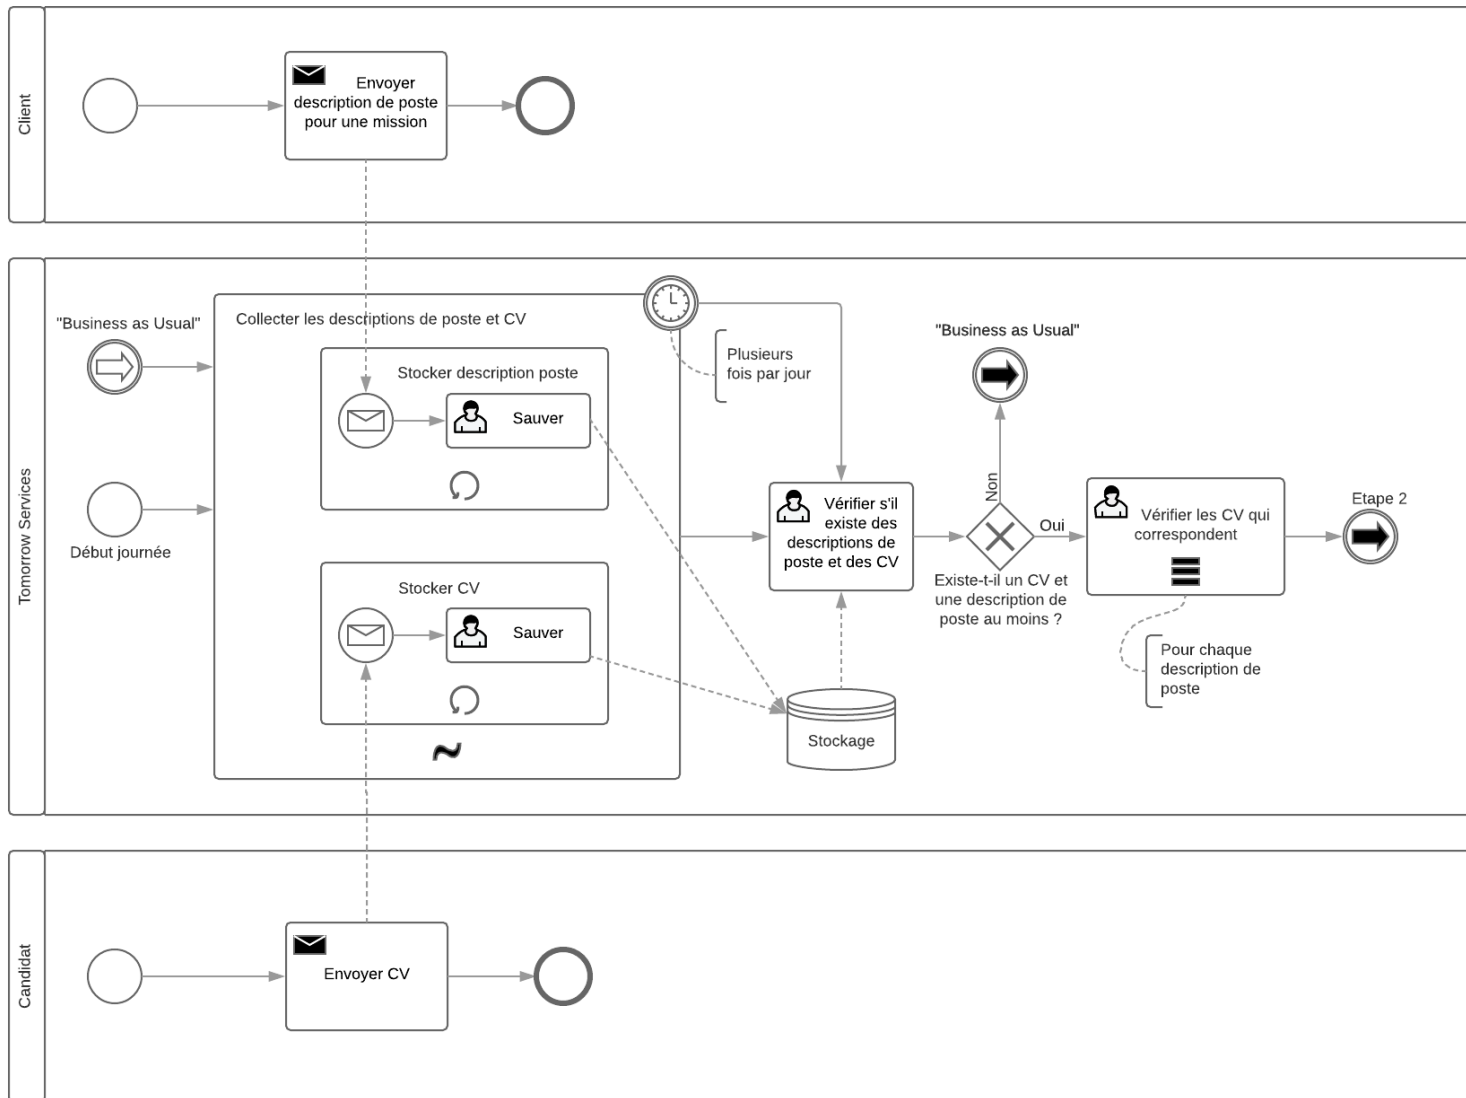 Client
Envoyer
description de poste
pour une mission
Tomorrow Services
"Business as Usual"
Début journée
Collecter les descriptions de poste et CV
Stocker description poste
Sauver
Stocker CV
Sauver
Plusieurs
fois par jour
Vérifier s'il
existe des
descriptions de
poste et des CV
Stockage
"Business as Usual"
Non
Oui
Existe-t-il un CV et
une description de
poste au moins ?
Vérifier les CV qui
correspondent
Pour chaque
description de
poste
Etape 2
Candidat
Envoyer CV